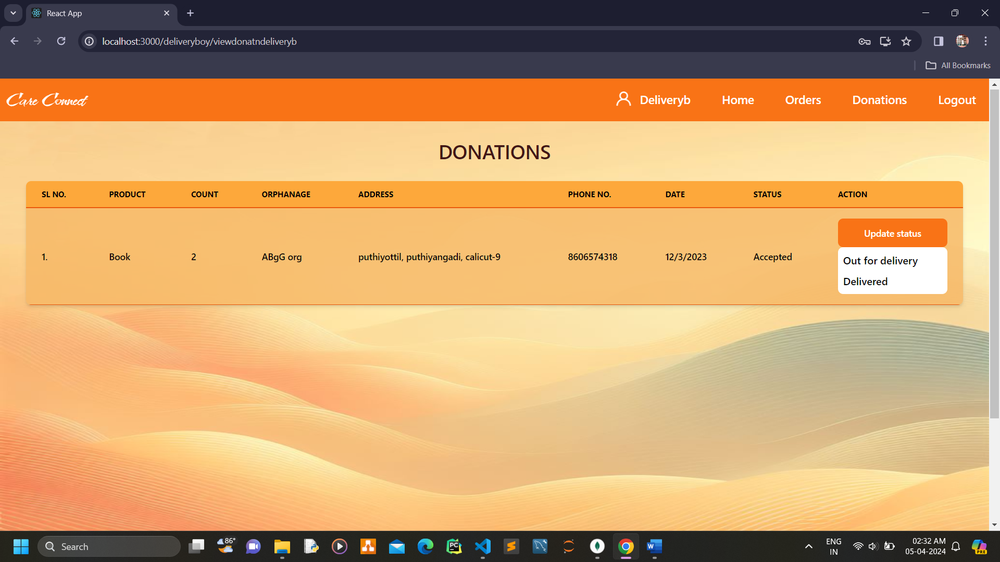 React App
localhost:3000/deliveryboy/viewdonatndeliveryb
All Bookmarks
Care Connect
Deliveryb Home Orders Donations Logout
DONATIONS
SL NO. PRODUCT COUNT ORPHANAGE ADDRESS PHONE NO. DATE STATUS ACTION
Update status
1. Book 2 ABgG org puthiyottil, puthiyangadi, calicut-9 8606574318 12/3/2023 Accepted
Out for delivery
Delivered
Search
86°
PC
W
ENG
IN
02:32 AM
05-04-2024
PRE